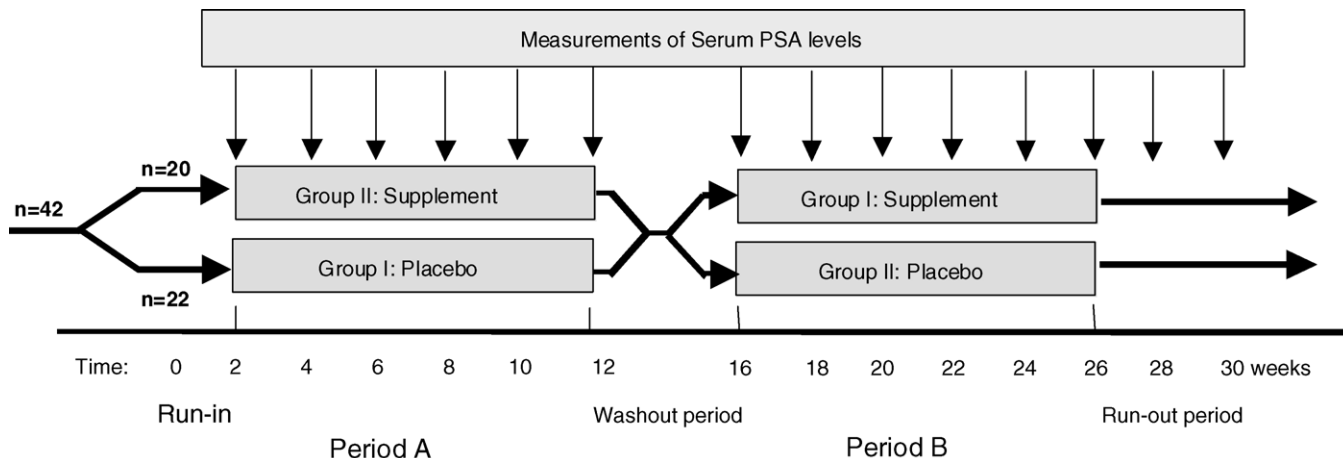 Measurements of Serum PSA levels
n=20
n=42
n=22
Group II: Supplement
Group I: Placebo
Group I: Supplement
Group II: Placebo
Time: 0 2 4 6 8 10 12 16 18 20 22 24 26 28 30 weeks
Run-in Washout period Run-out period
Period A Period B